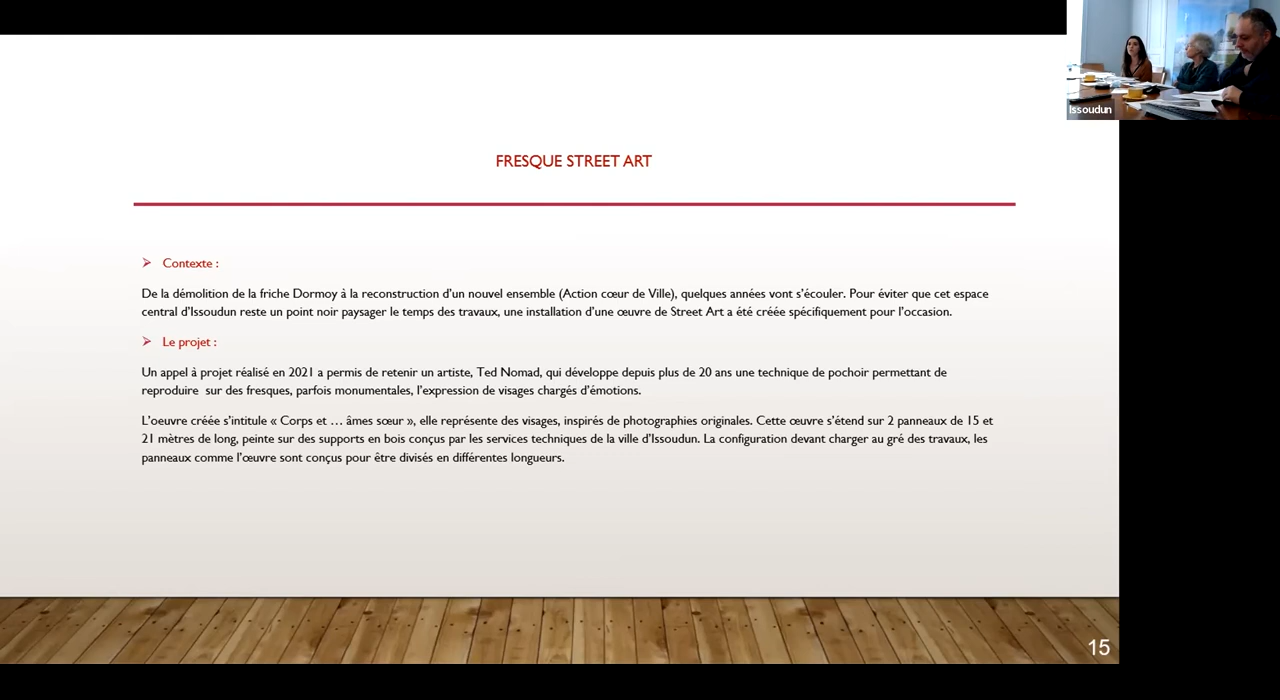 Issoudun
FRESQUE STREET ART
Contexte :
De la démolition de la friche Dormoy à la reconstruction d'un nouvel ensemble (Action cœur de Ville), quelques années vont s'écouler. Pour éviter que cet espace
central d'Issoudun reste un point noir paysager le temps des travaux, une installation d'une œuvre de Street Art a été créée spécifiquement pour l'occasion.
Le projet :
Un appel à projet réalisé en 2021 a permis de retenir un artiste, Ted Nomad, qui développe depuis plus de 20 ans une technique de pochoir permettant de
reproduire sur des fresques, parfois monumentales, l'expression de visages chargés d'émotions.
L'oeuvre créée s'intitule « Corps et … âmes sœur », elle représente des visages, inspirés de photographies originales. Cette œuvre s'étend sur 2 panneaux de 15 et
21 mètres de long, peinte sur des supports en bois conçus par les services techniques de la ville d'Issoudun. La configuration devant charger au gré des travaux, les
panneaux comme l'œuvre sont conçus pour être divisés en différentes longueurs.
15